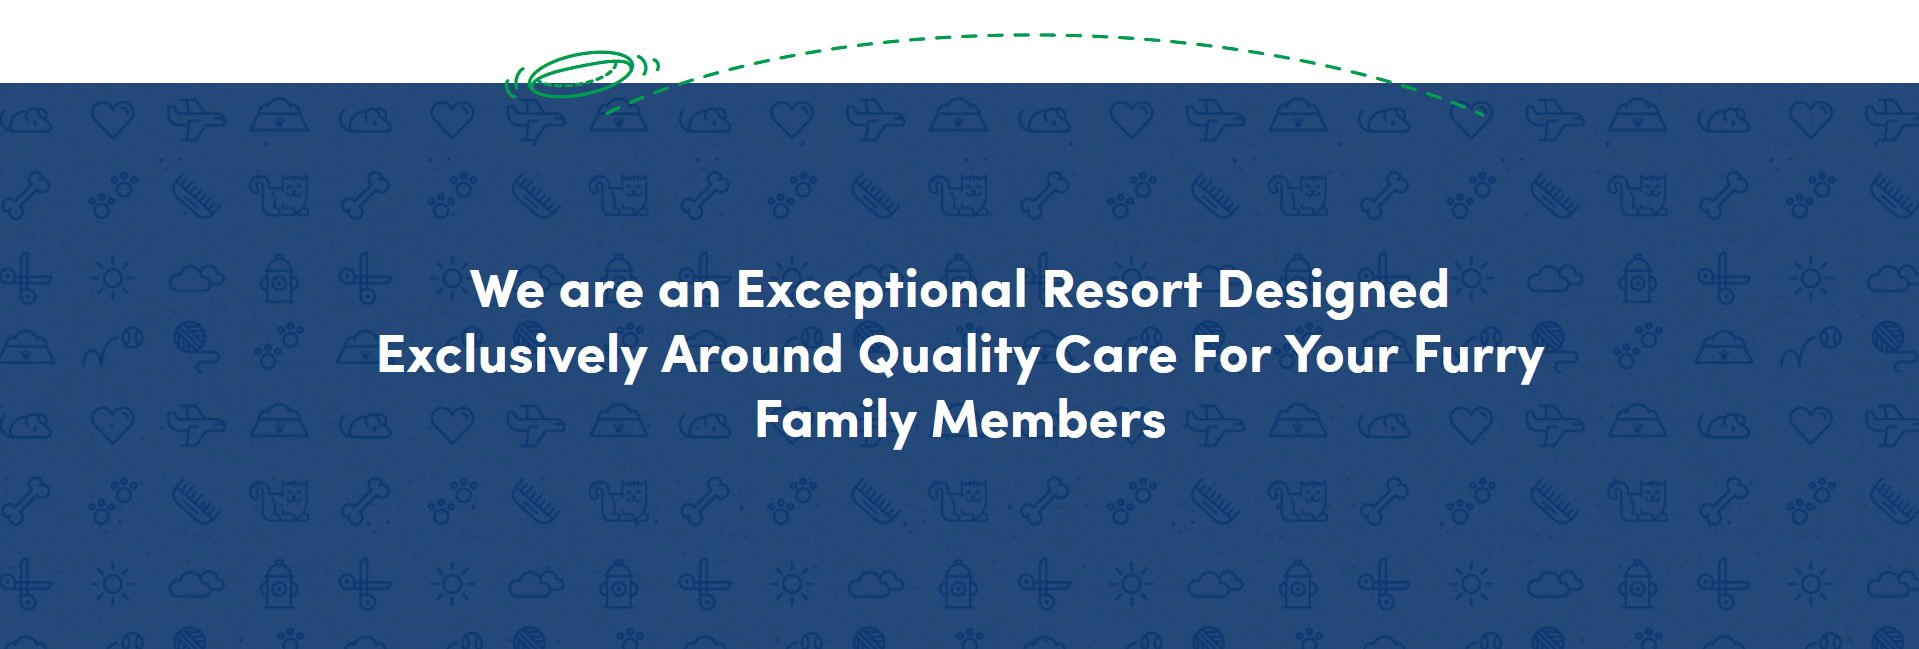 We are an Exceptional Resort Designed
Exclusively Around Quality Care For Your Furry
Family Members